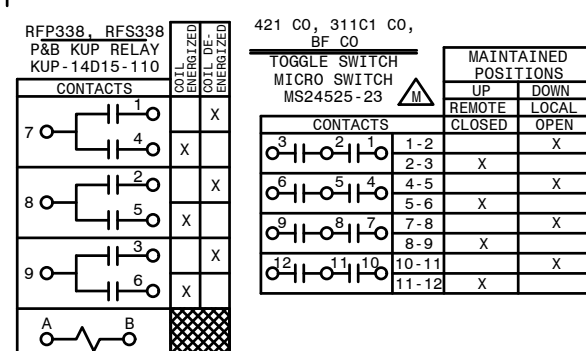 RFP338, RFS338
P&B KUP RELAY
KUP-14D15-110
COIL ENERGIZED
COIL DE-ENERGIZED
CONTACTS
7
1
X
4
X
8
2
X
5
X
9
3
X
6
X
A B
421 CO, 311C1 CO,
BF CO
TOGGLE SWITCH
MICRO SWITCH
MS24525-23
M
MAINTAINED
POSITIONS
UP DOWN
REMOTE LOCAL
CONTACTS CLOSED OPEN
3 2 1 1-2 X
2-3 X
6 5 4 4-5 X
5-6 X
9 8 7 7-8 X
8-9 X
12 11 10 10-11 X
11-12 X